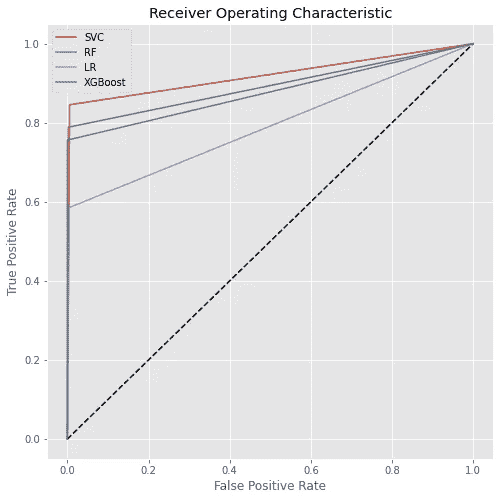 Receiver Operating Characteristic
SVC
RF
LR
XGBoost
1.0
0.8
0.6
0.4
0.2
0.0
True Positive Rate
0.0 0.2 0.4 0.6 0.8 1.0
False Positive Rate